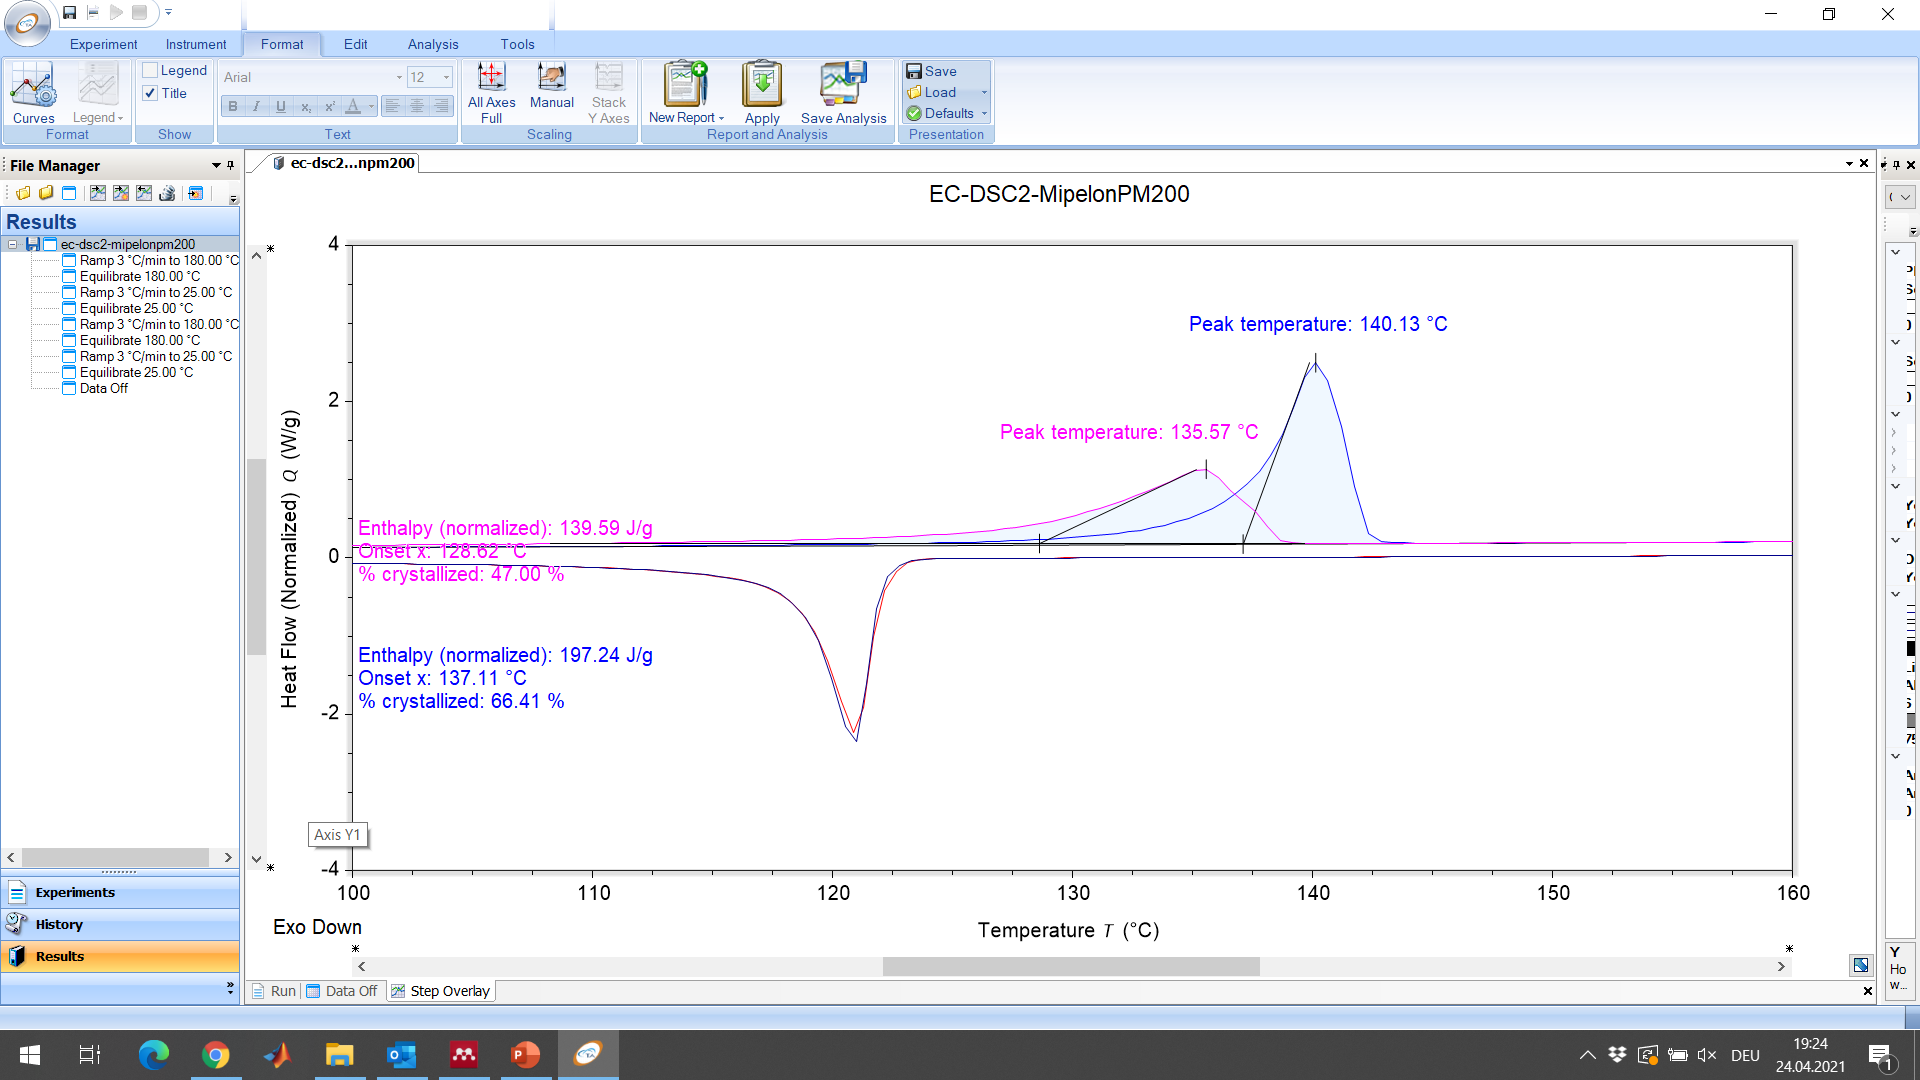 Experiment Instrument Format Edit Analysis Tools
Curves
Legend
Format
Legend
Title
Show
Arial 12
B I U x, x' A
Text
All Axes Full
Manual
Stack Y Axes
Scaling
New Report
Apply
Save Analysis
Report and Analysis
Save
Load
Defaults
Presentation
File Manager
Results
ec-dsc2-mipelonpm200
Ramp 3 °C/min to 180.00 °C
Equilibrate 180.00 °C
Ramp 3 °C/min to 25.00 °C
Equilibrate 25.00 °C
Ramp 3 °C/min to 180.00 °C
Equilibrate 180.00 °C
Ramp 3 °C/min to 25.00 °C
Equilibrate 25.00 °C
Data Off
Experiments
History
Results
ec-dsc2...npm200
EC-DSC2-MipelonPM200
4
2
0
-2
-4
Heat Flow (Normalized) Q (W/g)
Peak temperature: 140.13 °C
Peak temperature: 135.57 °C
Enthalpy (normalized): 139.59 J/g
Onset x: 128.62 °C
% crystallized: 47.00 %
Enthalpy (normalized): 197.24 J/g
Onset x: 137.11 °C
% crystallized: 66.41 %
Axis Y1
100 110 120 130 140 150 160
Exo Down
Temperature T (°C)
Run Data Off Step Overlay
Y
Ho
w...
DEU
19:24
24.04.2021
1